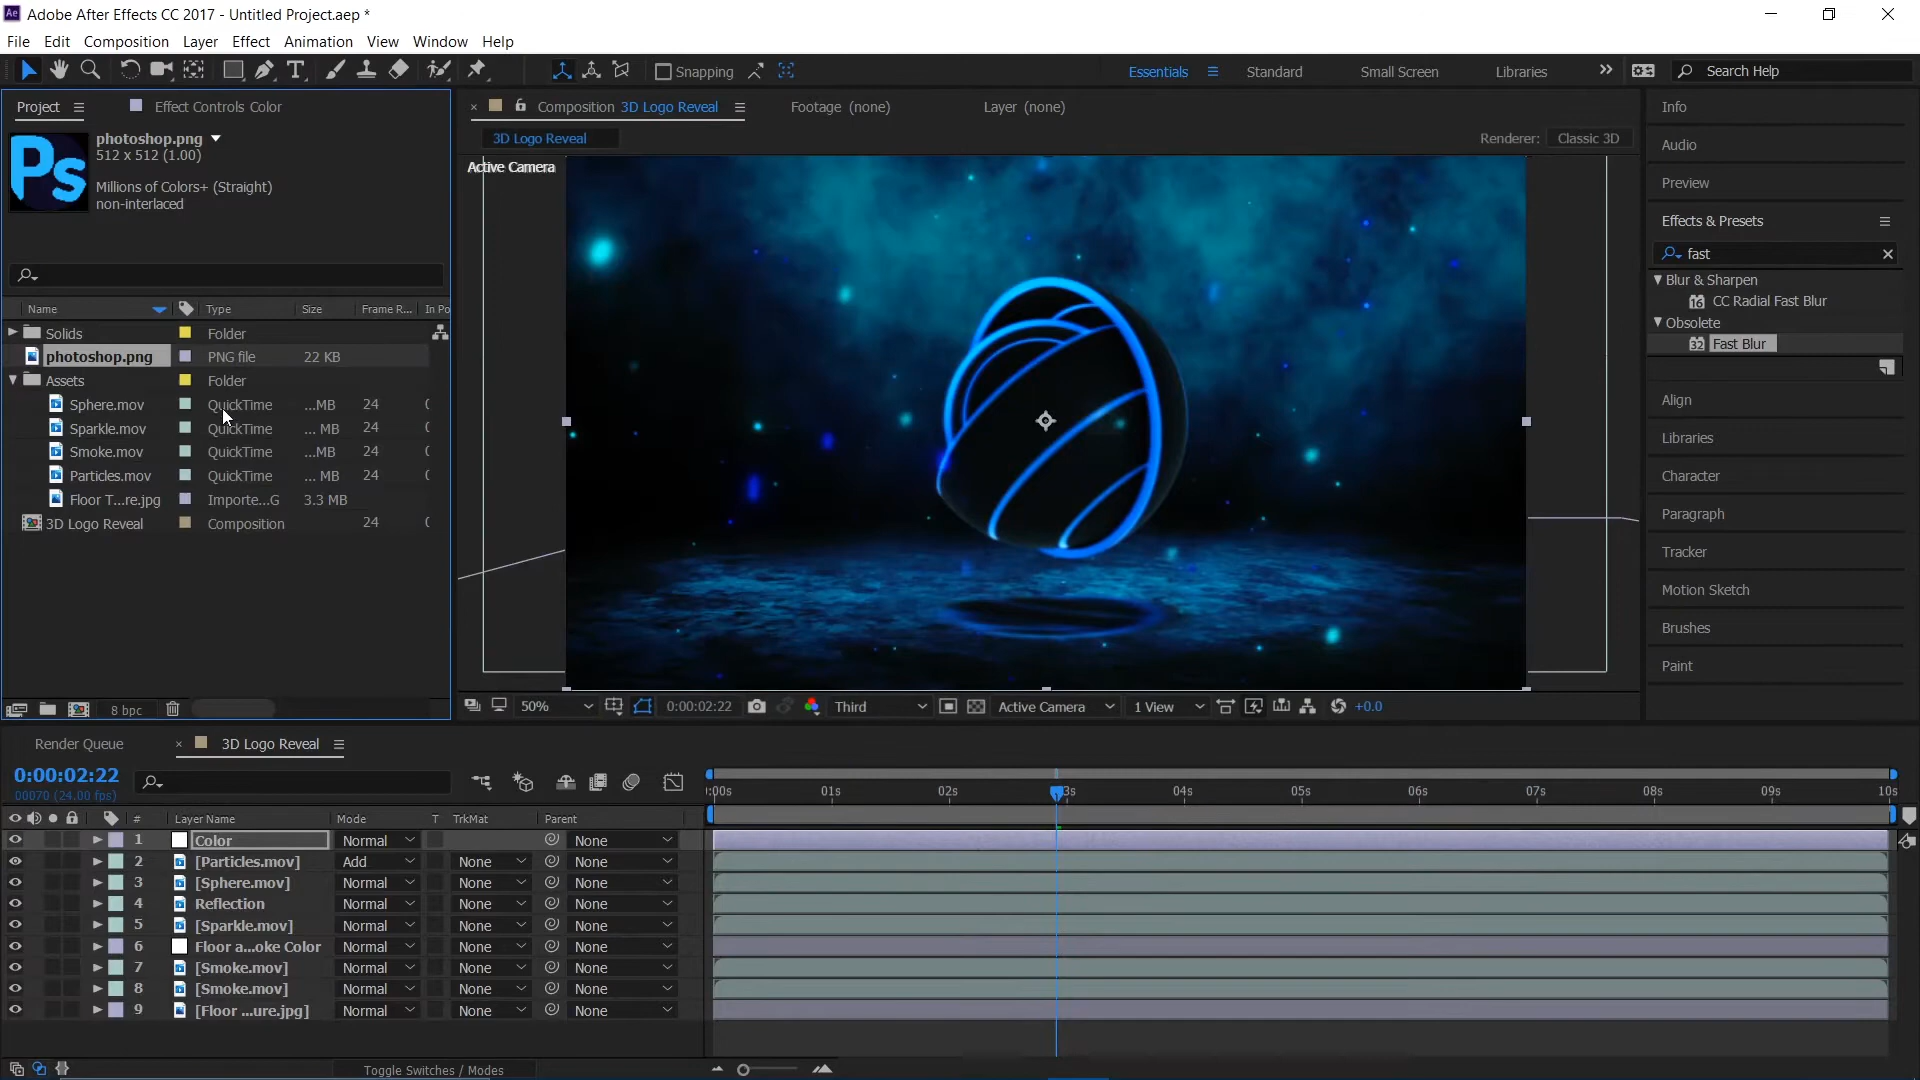 Adobe After Effects CC 2017 - Untitled Project.aep *
File Edit Composition Layer Effect Animation View Window Help
Snapping Essentials Standard Small Screen Libraries Search Help
Project Effect Controls Color
Composition 3D Logo Reveal Footage (none) Layer (none)
Info
photoshop.png
512 x 512 (1.00)
Millions of Colors+ (Straight)
non-interlaced
Ps
3D Logo Reveal Renderer: Classic 3D
Active Camera
Audio
Preview
Effects & Presets
fast
Blur & Sharpen
CC Radial Fast Blur
Obsolete
Fast Blur
Align
Libraries
Character
Paragraph
Tracker
Motion Sketch
Brushes
Paint
Name Type Size Frame R... In Po
Solids Folder
photoshop.png PNG file 22 KB
Assets Folder
Sphere.mov QuickTime ...MB 24
Sparkle.mov QuickTime ... MB 24
Smoke.mov QuickTime ...MB 24
Particles.mov QuickTime ... MB 24
Floor T...re.jpg Importe...G 3.3 MB
3D Logo Reveal Composition 24
8 bpc
50% 0:00:02:22 Third Active Camera 1 View +0.0
Render Queue 3D Logo Reveal
0:00:02:22
00070 (24.00 fps)
:00s 01s 02s 3s 04s 05s 06s 07s 08s 09s 10s
# Layer Name Mode T TrkMat Parent
1 Color Normal None
2 [Particles.mov] Add None None
3 [Sphere.mov] Normal None None
4 Reflection Normal None None
5 [Sparkle.mov] Normal None None
6 Floor a...oke Color Normal None None
7 [Smoke.mov] Normal None None
8 [Smoke.mov] Normal None None
9 [Floor ...ure.jpg] Normal None None
Toggle Switches / Modes